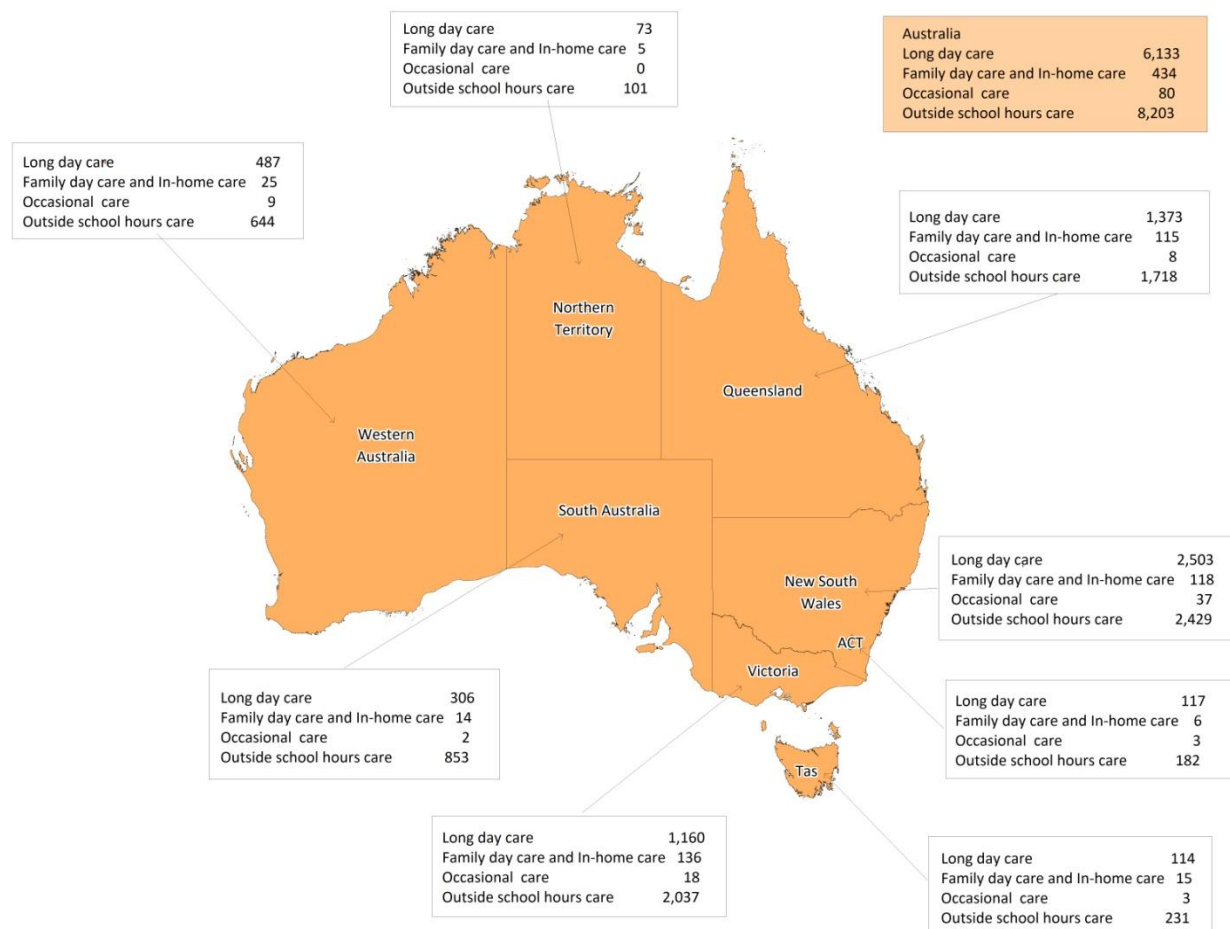 Long day care 73
Family day care and In-home care 5
Occasional care 0
Outside school hours care 101
Australia
Long day care 6,133
Family day care and In-home care 434
Occasional care 80
Outside school hours care 8,203
Long day care 487
Family day care and In-home care 25
Occasional care 9
Outside school hours care 644
Long day care 1,373
Family day care and In-home care 115
Occasional care 8
Outside school hours care 1,718
Northern
Territory
Queensland
Western
Australia
South Australia
New South
Wales
ACT
Victoria
Tas
Long day care 2,503
Family day care and In-home care 118
Occasional care 37
Outside school hours care 2,429
Long day care 306
Family day care and In-home care 14
Occasional care 2
Outside school hours care 853
Long day care 117
Family day care and In-home care 6
Occasional care 3
Outside school hours care 182
Long day care 1,160
Family day care and In-home care 136
Occasional care 18
Outside school hours care 2,037
Long day care 114
Family day care and In-home care 15
Occasional care 3
Outside school hours care 231